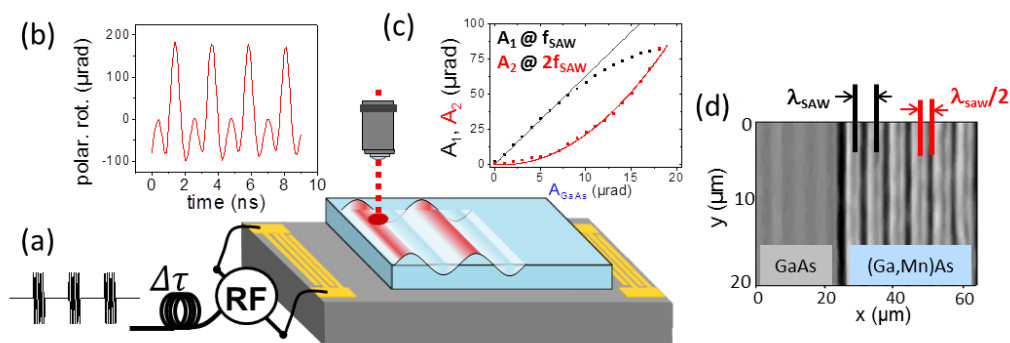 (b)
polar. rot. (μrad)
200
100
0
-100
0
2
4
6
8
10
time (ns)
(c)
A₁, A₂ (μrad)
100
75
50
25
0
A₁ @ fSAW
A₂ @ 2fSAW
0
5
10
15
20
AGaAs (μrad)
(d)
λSAW
λsaw/2
y (μm)
0
10
20
GaAs
(Ga,Mn)As
0
20
40
60
x (μm)
(a)
Δτ
RF